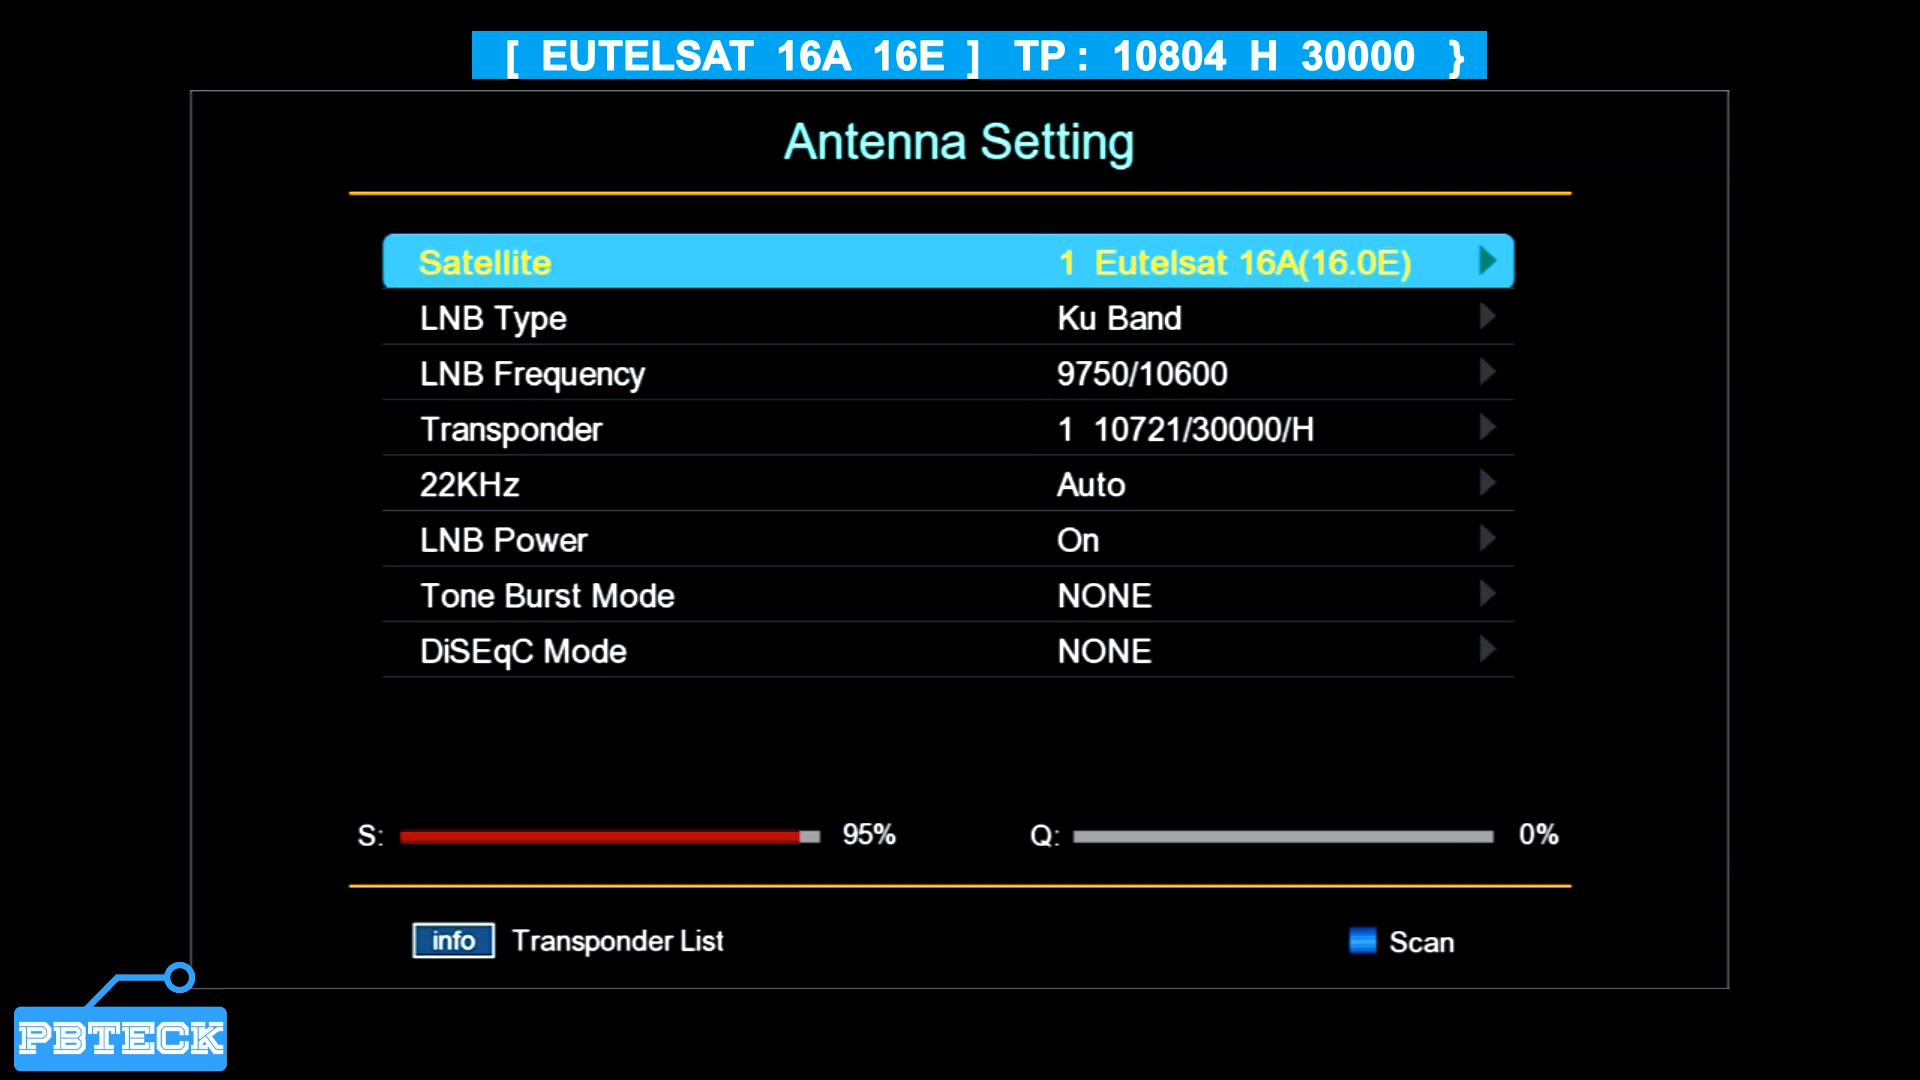 [ EUTELSAT 16A 16E ] TP : 10804 H 30000 }
Antenna Setting
Satellite 1 Eutelsat 16A(16.0E)
LNB Type Ku Band
LNB Frequency 9750/10600
Transponder 1 10721/30000/H
22KHz Auto
LNB Power On
Tone Burst Mode NONE
DiSEqC Mode NONE
S: 95% Q: 0%
info Transponder List Scan
PBTECK